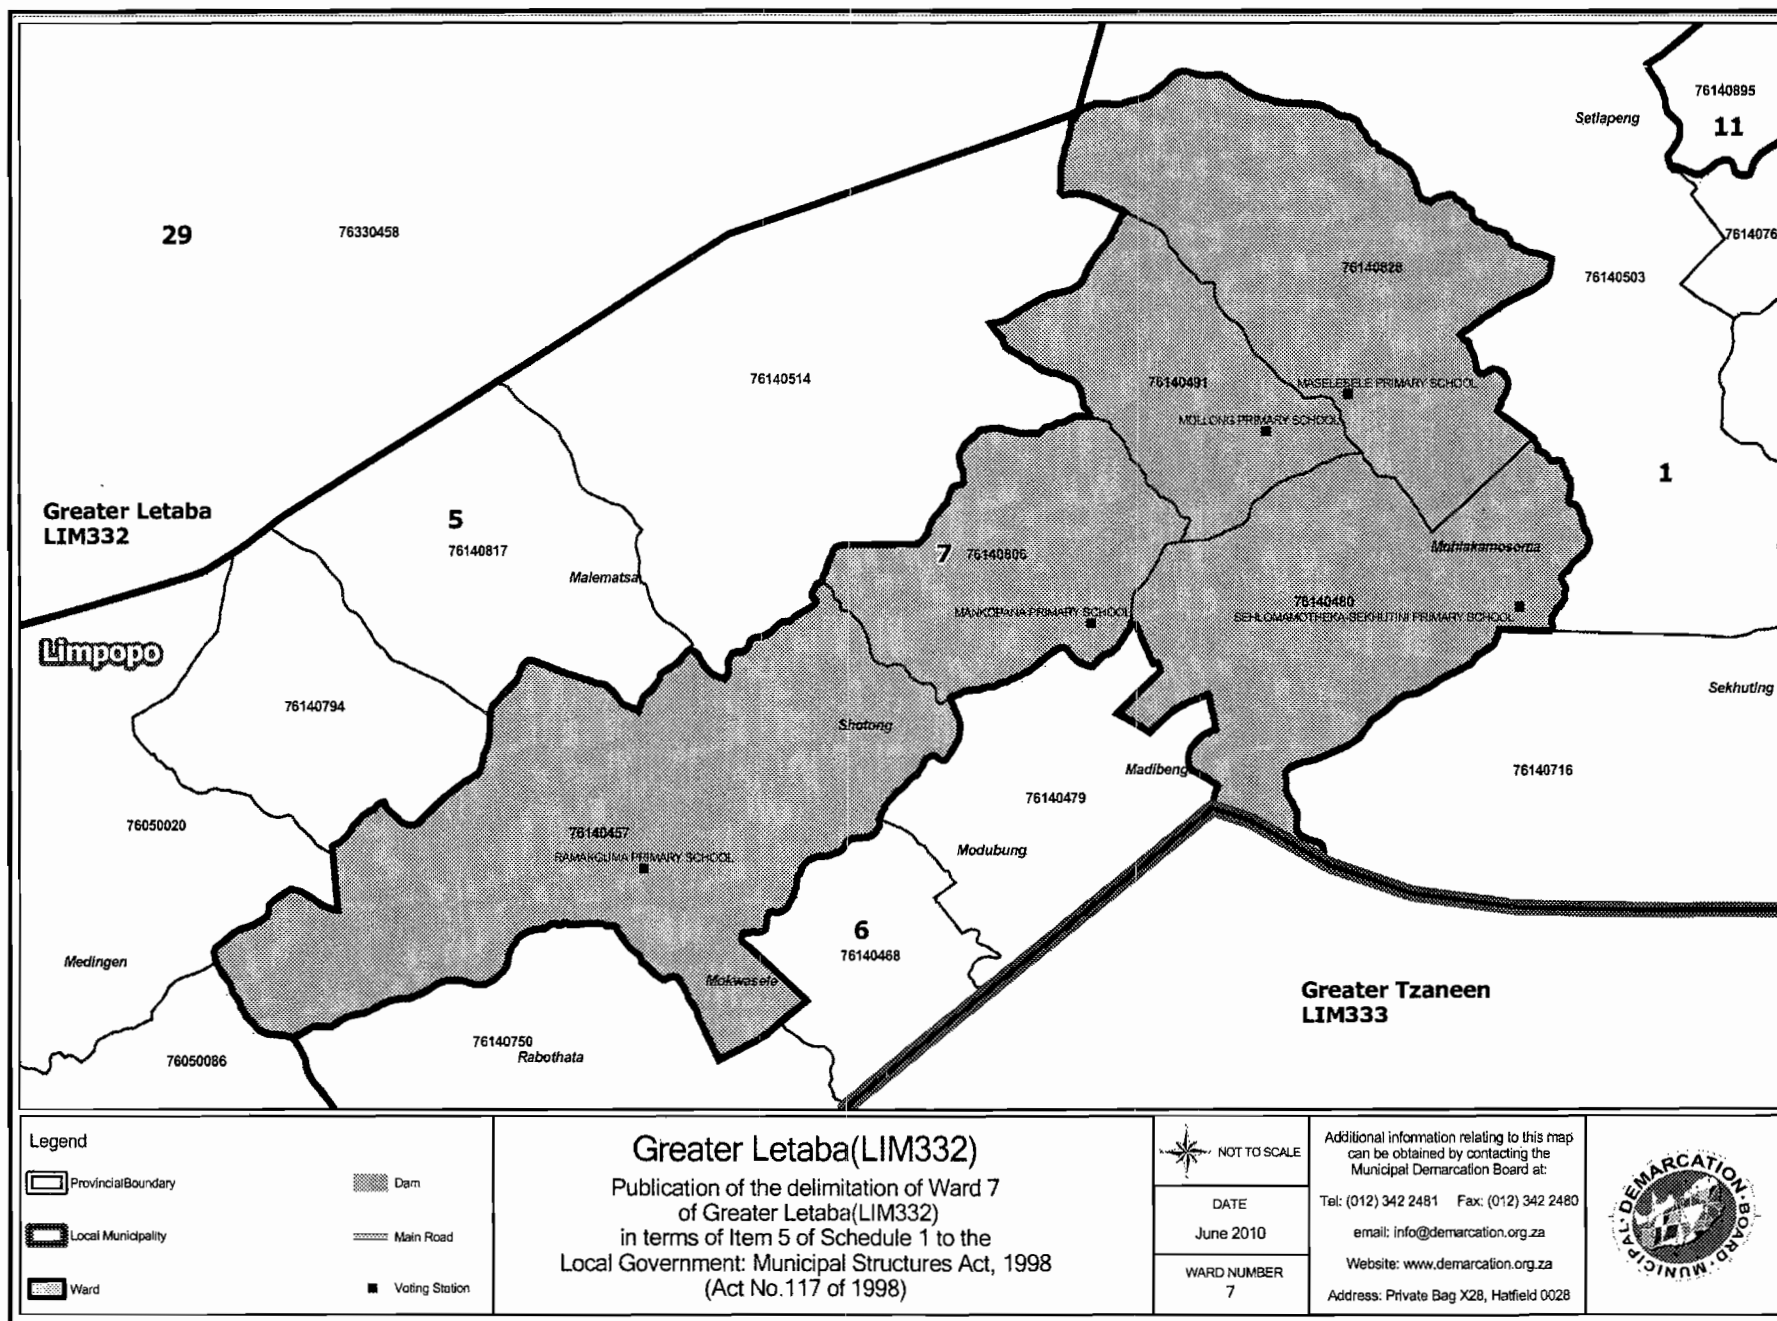 76140895
11
Setlapeng
29
76330458
7614076
76140503
76140828
76140514
76140491
MASELESELE PRIMARY SCHOOL
MOLLONG PRIMARY SCHOOL
1
Greater Letaba
LIM332
5
76140817
Malematsa
7
76140806
Mohlakamosoma
76140480
MANKOPANA PRIMARY SCHOOL
SEHLOMAMOTHEKA-SEKHUTINI PRIMARY SCHOOL
Limpopo
76140794
Sekhuting
Shotong
Madibeng
76140716
76140479
76050020
76140457
RAMAKGLIMA PRIMARY SCHOOL
Modubung
6
76140468
Medingen
Mokwasele
Greater Tzaneen
LIM333
76140750
Rabothata
76050086
Legend
ProvincialBoundary
Local Municipality
Ward
Dam
Main Road
Voting Station
Greater Letaba(LIM332)
Publication of the delimitation of Ward 7
of Greater Letaba(LIM332)
in terms of Item 5 of Schedule 1 to the
Local Government: Municipal Structures Act, 1998
(Act No.117 of 1998)
NOT TO SCALE
DATE
June 2010
WARD NUMBER
7
Additional information relating to this map
can be obtained by contacting the
Municipal Demarcation Board at:
Tel: (012) 342 2481 Fax: (012) 342 2480
email: info@demarcation.org.za
Website: www.demarcation.org.za
Address: Private Bag X28, Hatfield 0028
MUNICIPAL DEMARCATION BOARD